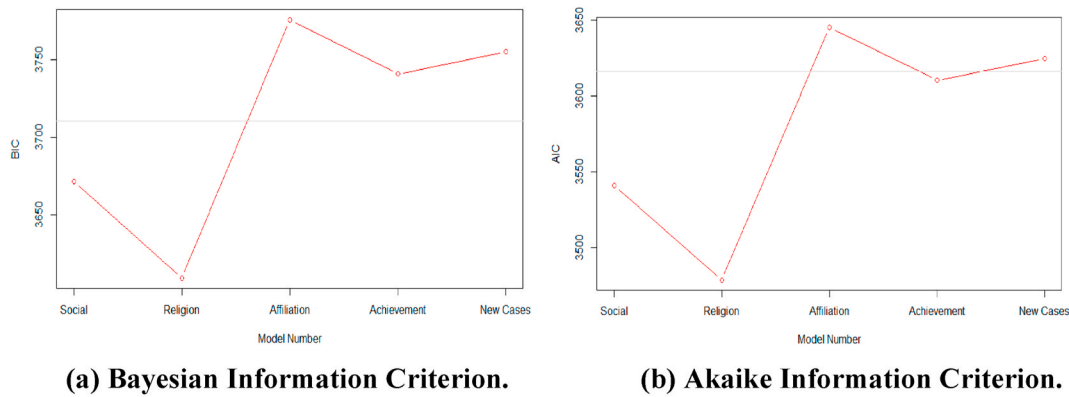 3750
3700
3650
BIC
Social Religion Affiliation Achievement New Cases
Model Number
(a) Bayesian Information Criterion.
3650
3600
3550
3500
AIC
Social Religion Affiliation Achievement New Cases
Model Number
(b) Akaike Information Criterion.